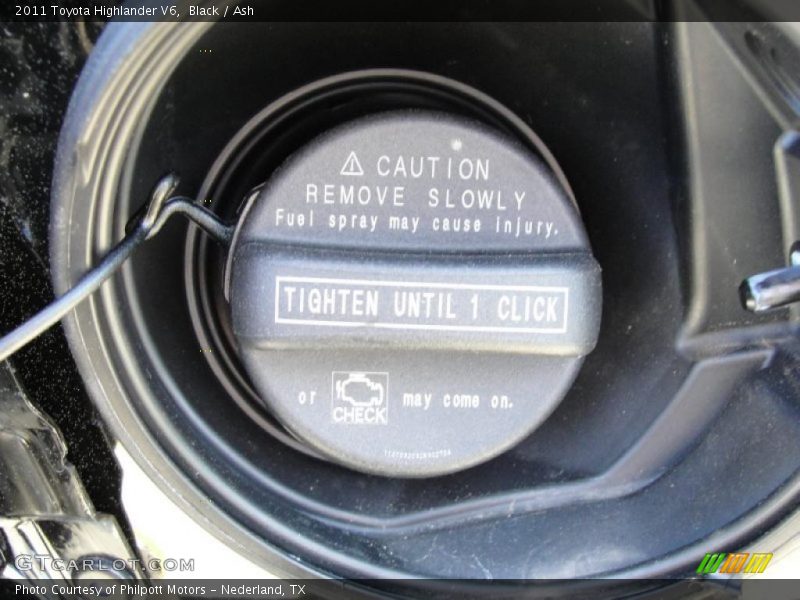 2011 Toyota Highlander V6, Black / Ash
CAUTION
REMOVE SLOWLY
Fuel spray may cause injury.
TIGHTEN UNTIL 1 CLICK
or CHECK may come on.
GTcarlot.com
Photo Courtesy of Philpott Motors - Nederland, TX